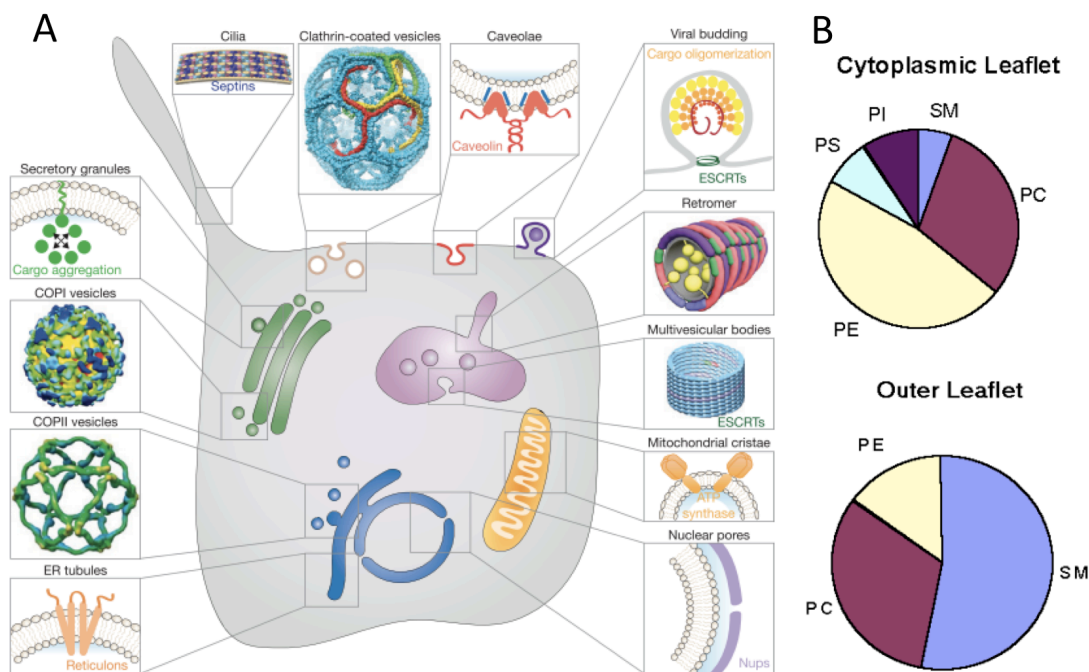 A
Cilia
Septins
Clathrin-coated vesicles
Caveolae
Caveolin
Viral budding
Cargo oligomerization
ESCRTs
Secretory granules
Cargo aggregation
COPI vesicles
COPII vesicles
ER tubules
Reticulons
Retromer
Multivesicular bodies
ESCRTs
Mitochondrial cristae
ATP
synthase
Nuclear pores
Nups
B
Cytoplasmic Leaflet
PI
SM
PS
PC
PE
Outer Leaflet
PE
SM
PC